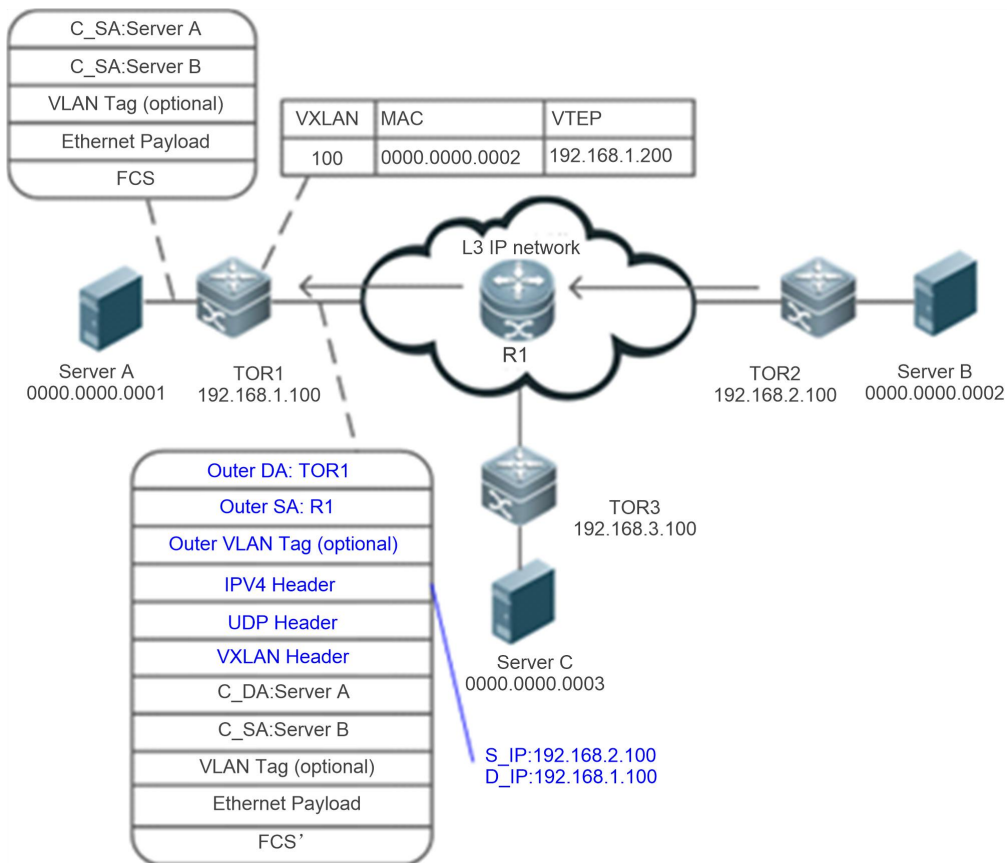 C_SA:Server A
C_SA:Server B
VLAN Tag (optional)
Ethernet Payload
FCS
VXLAN MAC VTEP
100 0000.0000.0002 192.168.1.200
L3 IP network
R1
Server A
0000.0000.0001
TOR1
192.168.1.100
TOR2
192.168.2.100
Server B
0000.0000.0002
Outer DA: TOR1
Outer SA: R1
Outer VLAN Tag (optional)
IPV4 Header
UDP Header
VXLAN Header
C_DA:Server A
C_SA:Server B
VLAN Tag (optional)
Ethernet Payload
FCS’
TOR3
192.168.3.100
Server C
0000.0000.0003
S_IP:192.168.2.100
D_IP:192.168.1.100